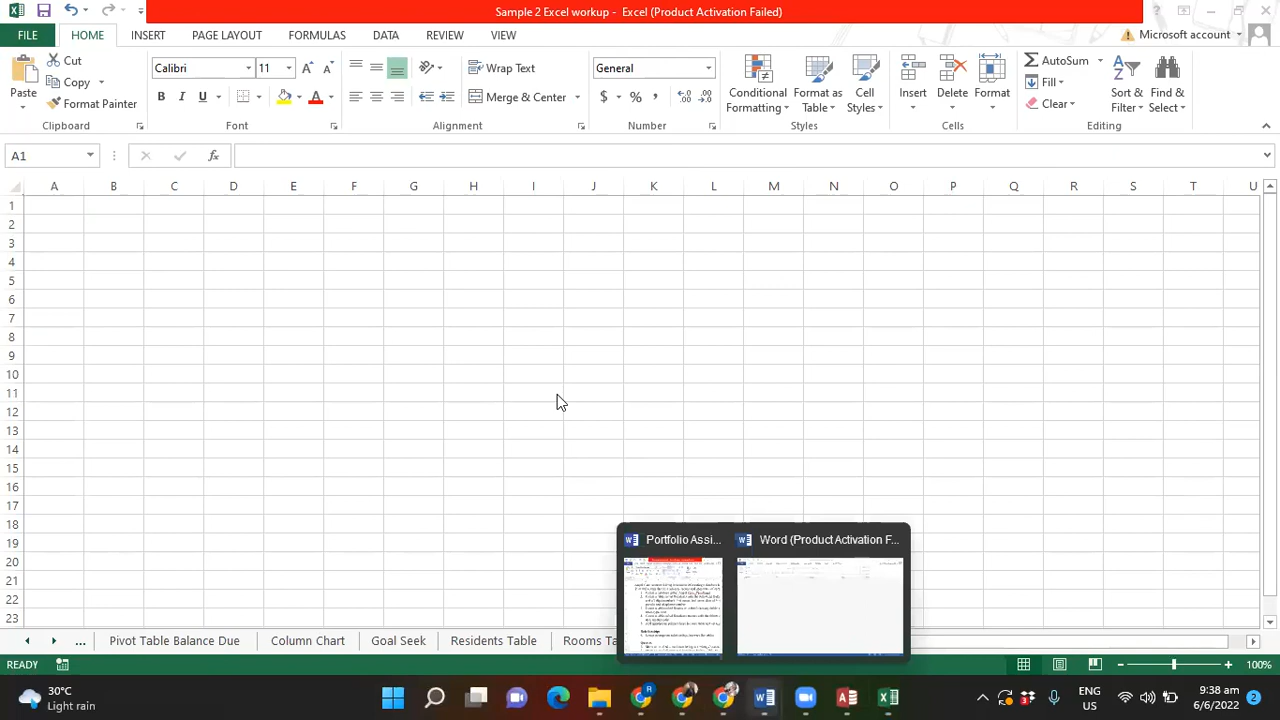 Sample 2 Excel workup - Excel (Product Activation Failed)
FILE HOME INSERT PAGE LAYOUT FORMULAS DATA REVIEW VIEW Microsoft account
Paste Cut Copy Format Painter
Calibri 11
B I U
Wrap Text
Merge & Center
General
$ % ,
Conditional Formatting
Format as Table
Cell Styles
Insert Delete Format
AutoSum
Fill
Clear
Sort & Filter
Find & Select
Clipboard Font Alignment Number Styles Cells Editing
A1 fx
A B C D E F G H I J K L M N O P Q R S T U
1
2
3
4
5
6
7
8
9
10
11
12
13
14
15
16
17
18
19
20
21
22
23
Portfolio Assi... Word (Product Activation F...
... Pivot Table Balance Due Column Chart Residents Table
READY 100%
30°C
Light rain
ENG
US
9:38 am
6/6/2022
2